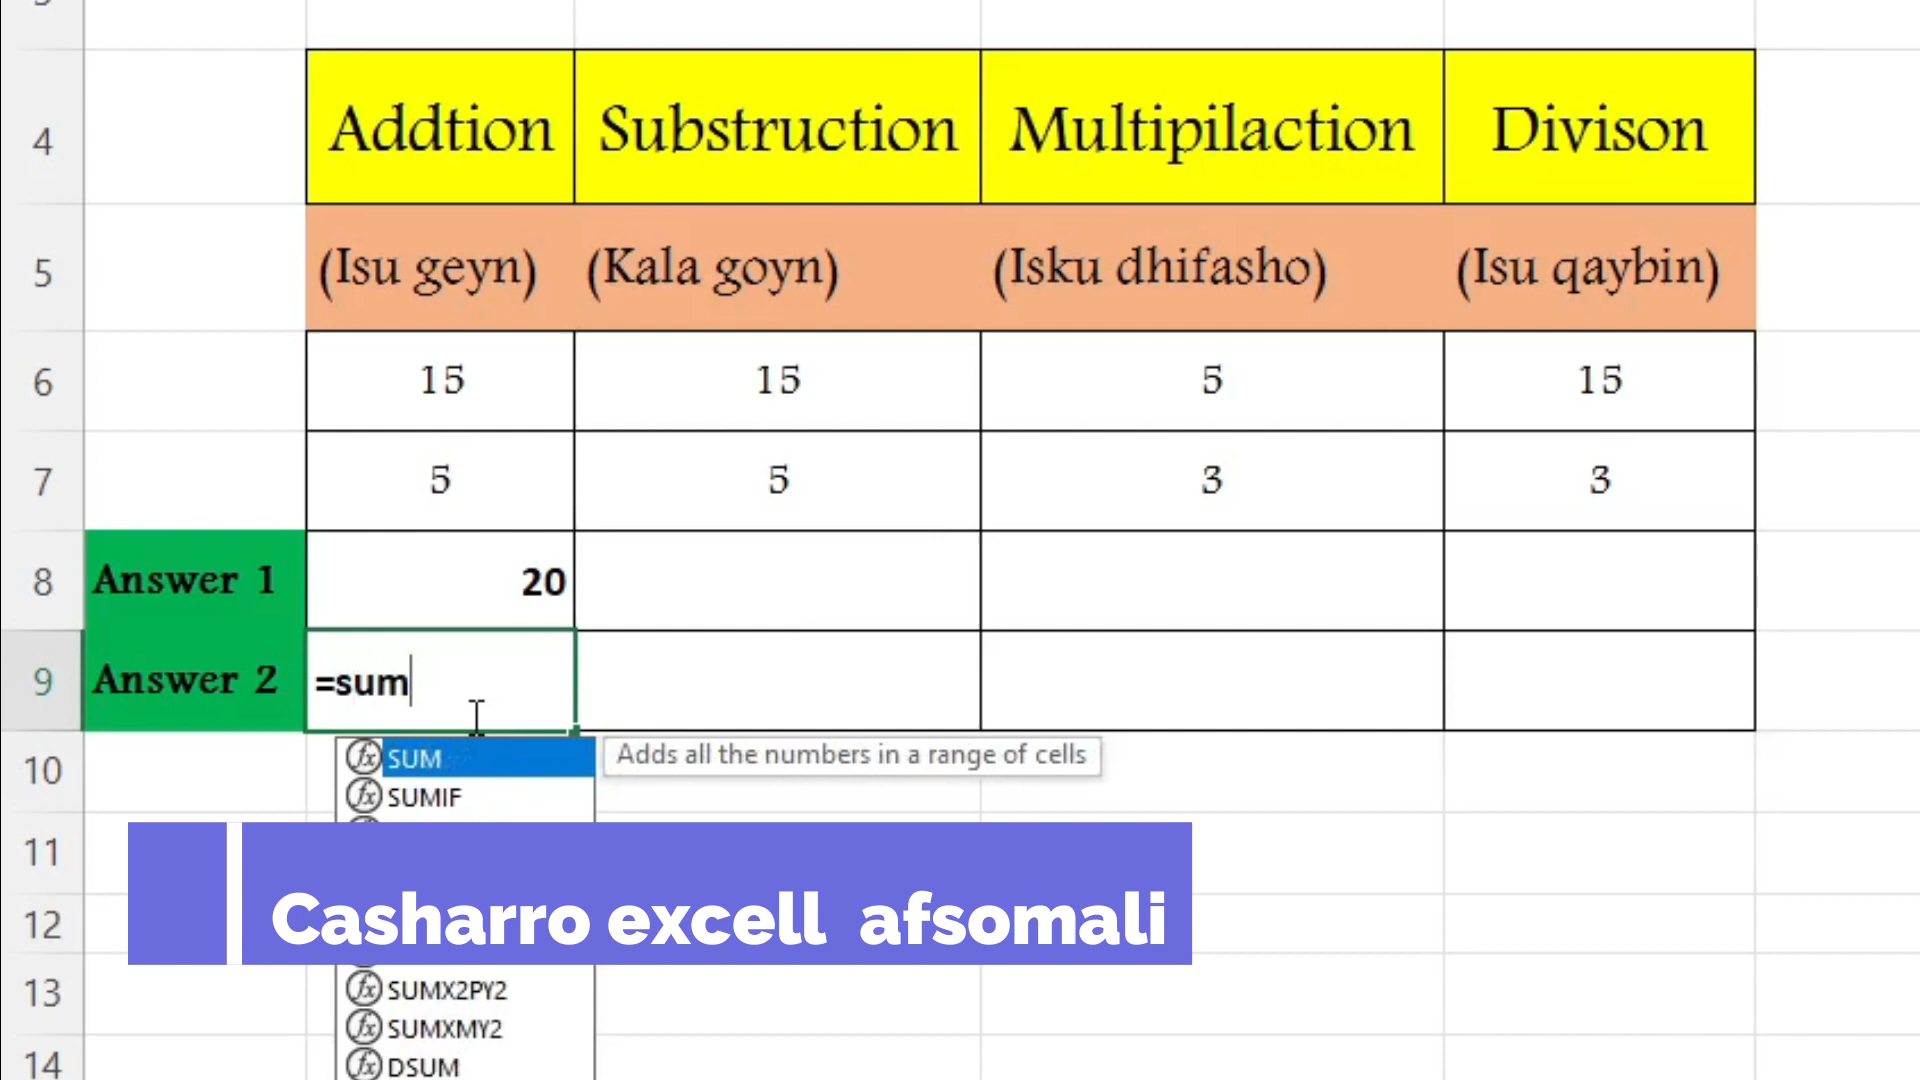 4 Addtion Substruction Multipilaction Divison
5 (Isu geyn) (Kala goyn) (Isku dhifasho) (Isu qaybin)
6 15 15 5 15
7 5 5 3 3
8 Answer 1 20
9 Answer 2 =sum
10 SUM Adds all the numbers in a range of cells
SUMIF
11
12 Casharro excell afsomali
13 SUMX2PY2
SUMXMY2
14 DSUM